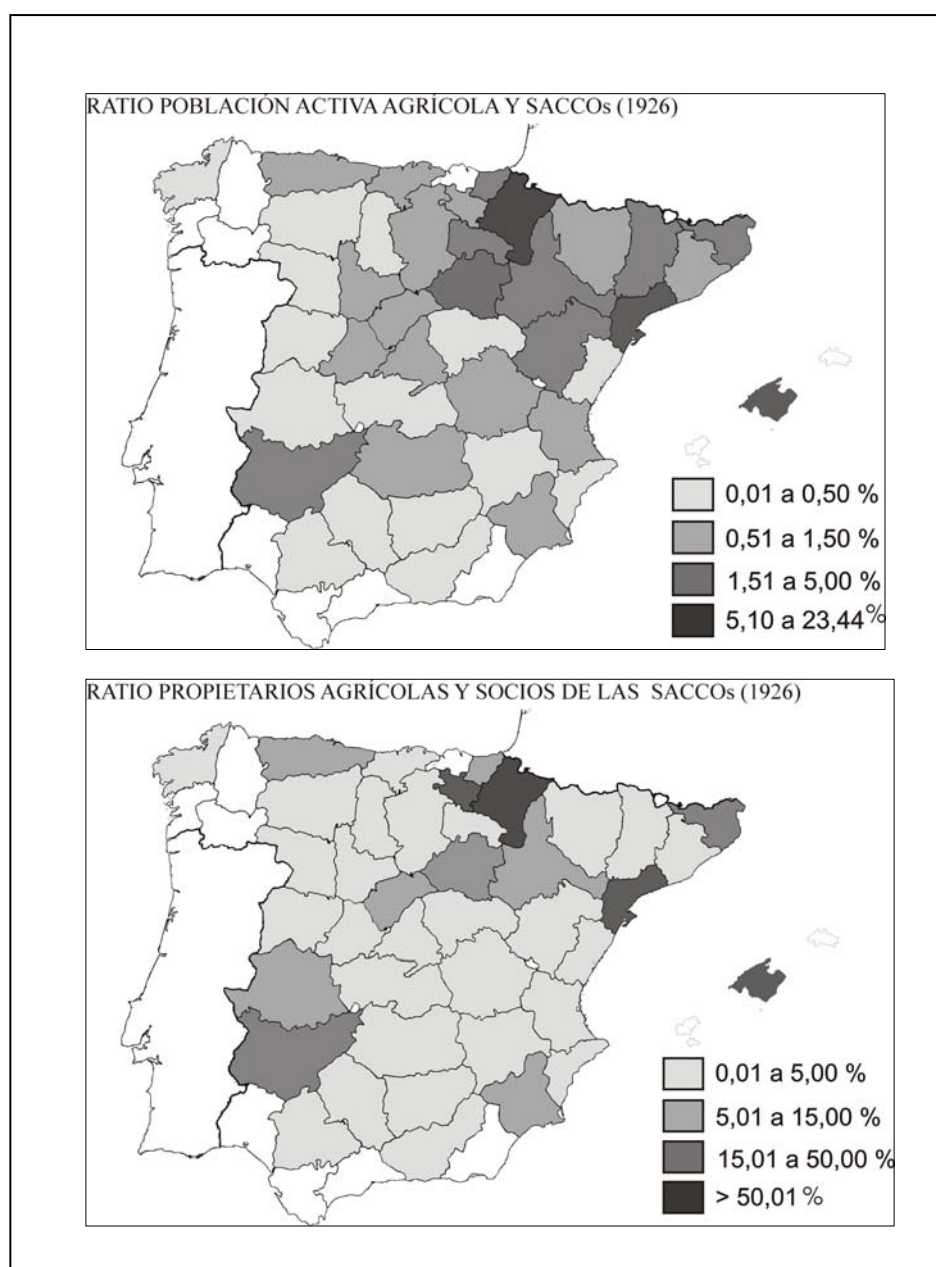 RATIO POBLACIÓN ACTIVA AGRÍCOLA Y SACCOs (1926)
0,01 a 0,50 %
0,51 a 1,50 %
1,51 a 5,00 %
5,10 a 23,44%
RATIO PROPIETARIOS AGRÍCOLAS Y SOCIOS DE LAS SACCOs (1926)
0,01 a 5,00 %
5,01 a 15,00 %
15,01 a 50,00 %
> 50,01 %